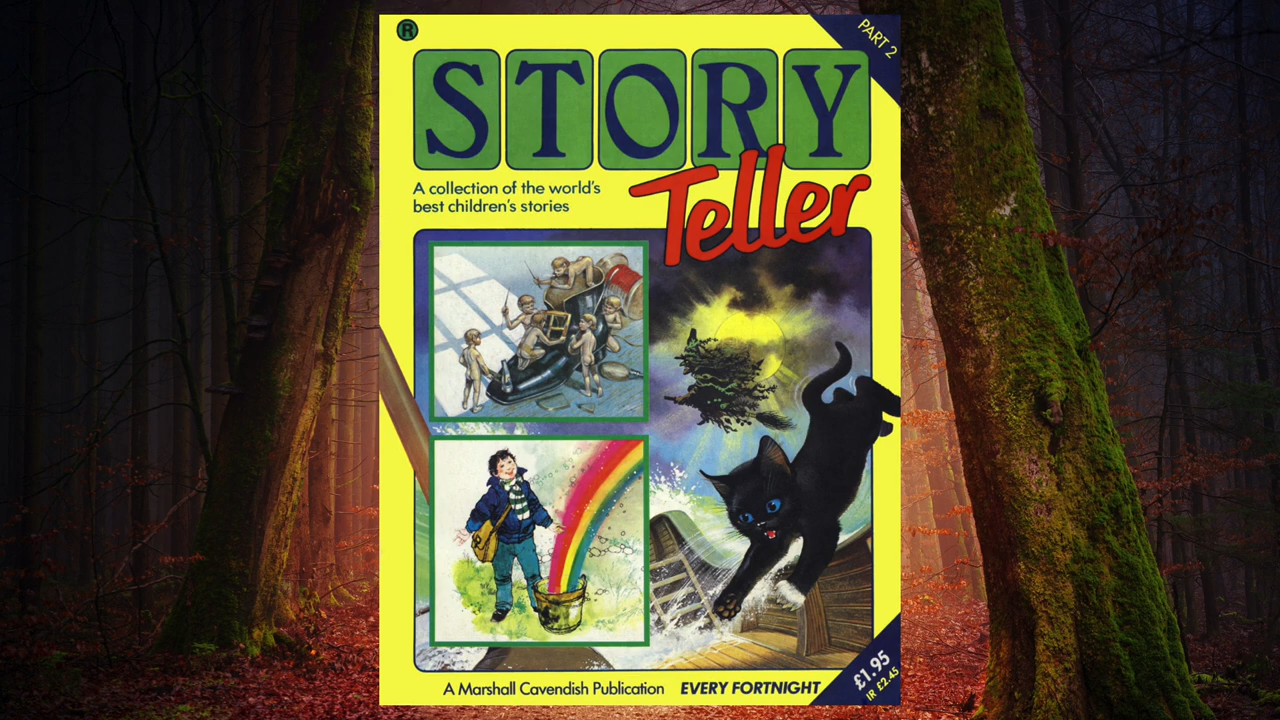 ®
PART 2
STORY
Teller
A collection of the world's
best children's stories
A Marshall Cavendish Publication
EVERY FORTNIGHT
£1.95
IR £2.45